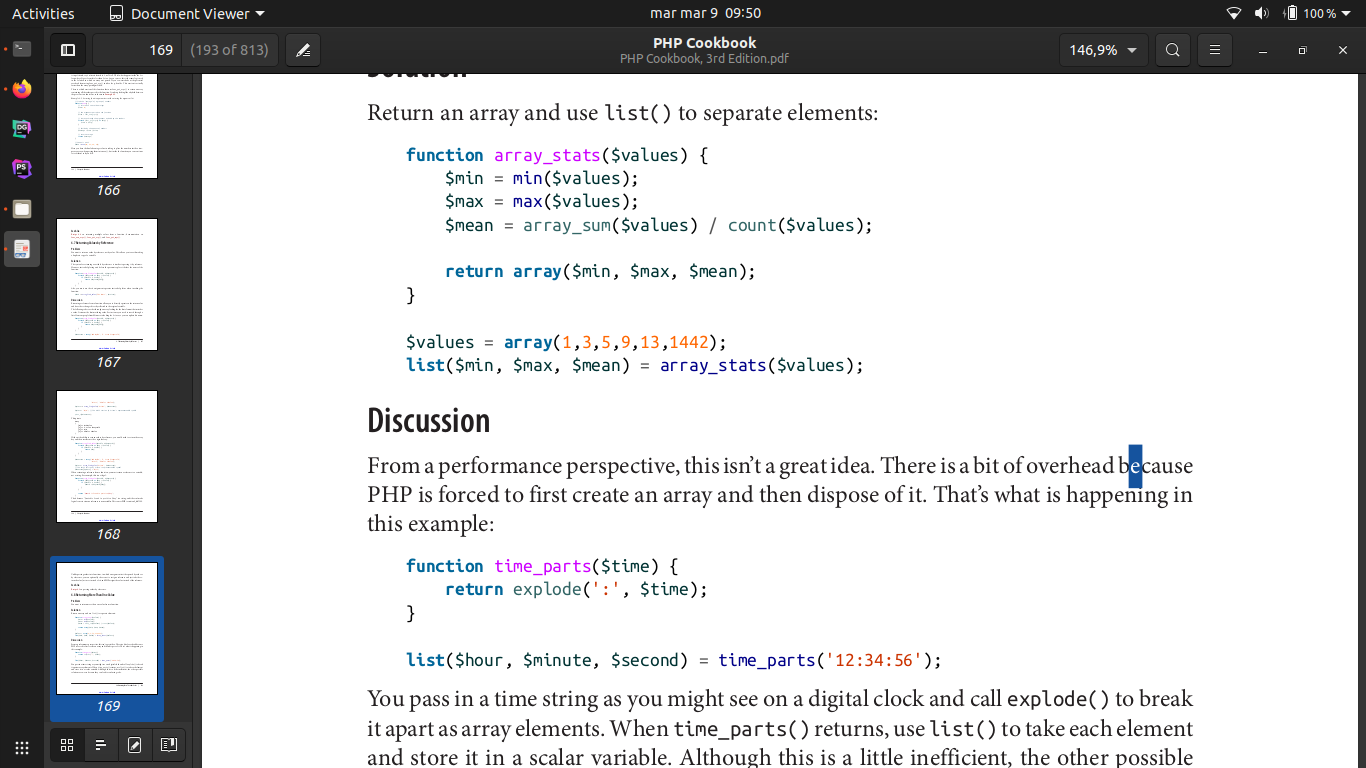 Activities
Document Viewer
mar mar 9 09:50
100 %
169
(193 of 813)
PHP Cookbook
PHP Cookbook, 3rd Edition.pdf
146,9%
DG
PS
166
167
168
169
Solution
Return an array and use list() to separate elements:
function array_stats($values) {
$min = min($values);
$max = max($values);
$mean = array_sum($values) / count($values);
return array($min, $max, $mean);
}
$values = array(1,3,5,9,13,1442);
list($min, $max, $mean) = array_stats($values);
Discussion
From a performance perspective, this isn't a great idea. There is a bit of overhead because
PHP is forced to first create an array and then dispose of it. That's what is happening in
this example:
function time_parts($time) {
return explode(':', $time);
}
list($hour, $minute, $second) = time_parts('12:34:56');
You pass in a time string as you might see on a digital clock and call explode() to break
it apart as array elements. When time_parts() returns, use list() to take each element
and store it in a scalar variable. Although this is a little inefficient, the other possible